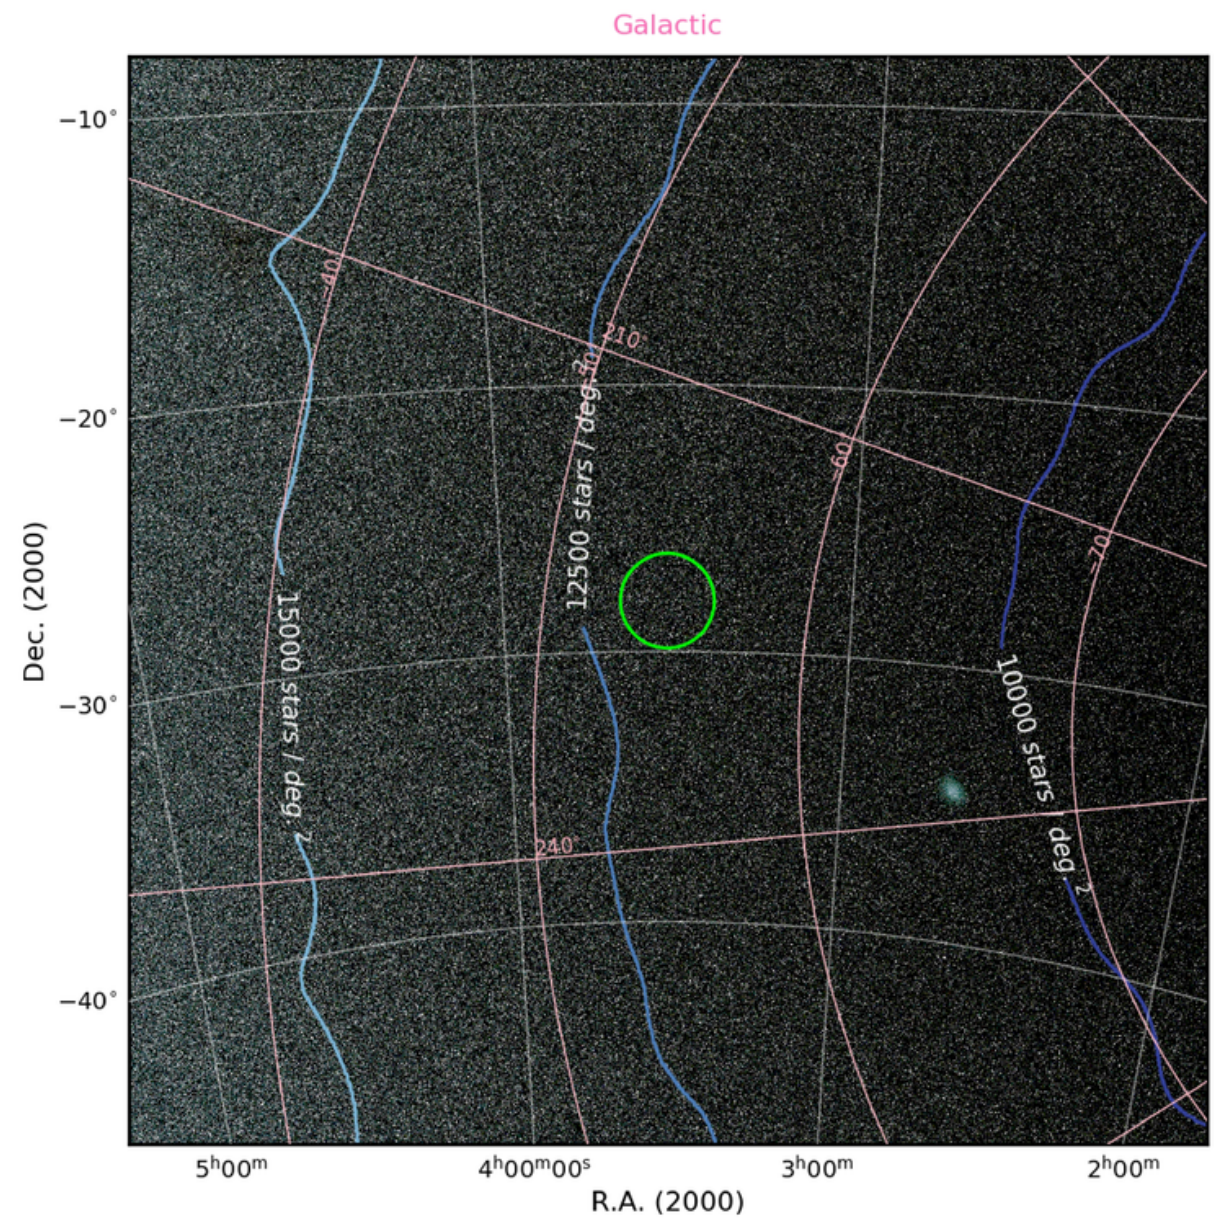 Galactic
−10°
−20°
−30°
−40°
Dec. (2000)
-40°
210°
-50°
-60°
-70°
240°
15000 stars / deg.²
12500 stars / deg.²
10000 stars / deg.²
5ʰ00ᵐ
4ʰ00ᵐ00ˢ
3ʰ00ᵐ
2ʰ00ᵐ
R.A. (2000)